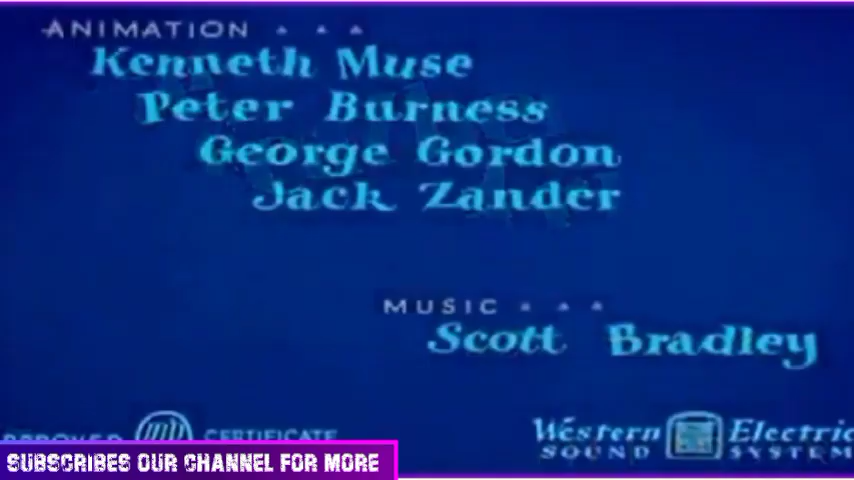 ANIMATION . . .
Kenneth Muse
Peter Burness
George Gordon
Jack Zander
MUSIC . . .
Scott Bradley
CERTIFICATE
Western Electric
SOUND SYSTEM
SUBSCRIBES OUR CHANNEL FOR MORE